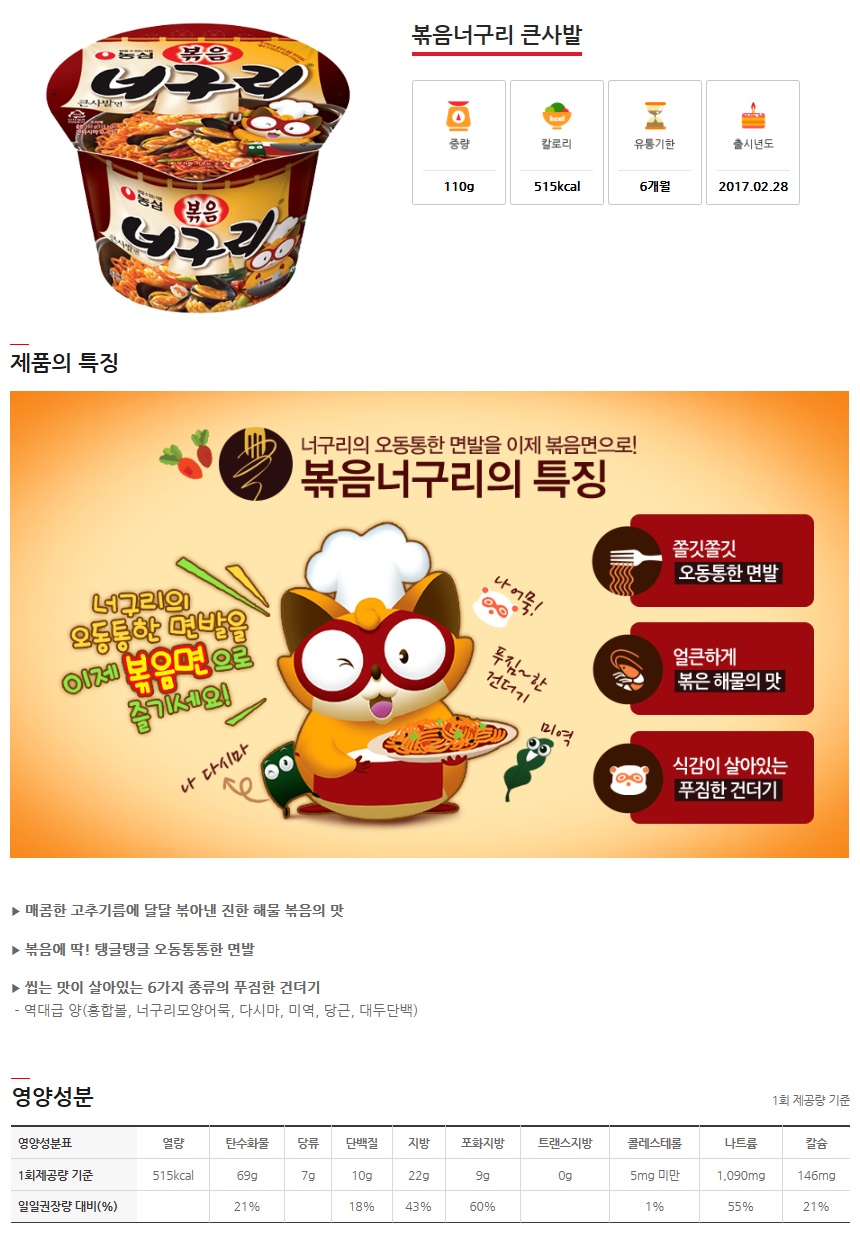 볶음너구리 큰사발
농심
볶음
너구리
큰사발면
농심
볶음
너구리
큰사발면
중량
칼로리
유통기한
출시년도
kcal
110g
515kcal
6개월
2017.02.28
제품의 특징
너구리의 오동통한 면발을 이제 볶음면으로!
볶음너구리의 특징
너구리의
오동통한 면발을
이제 볶음면으로
즐기세요!
나 어묵!
푸짐~한
건더기
미역
나 다시마
쫄깃쫄깃
오동통한 면발
얼큰하게
볶은 해물의 맛
식감이 살아있는
푸짐한 건더기
▶ 매콤한 고추기름에 달달 볶아낸 진한 해물 볶음의 맛
▶ 볶음에 딱! 탱글탱글 오동통통한 면발
▶ 씹는 맛이 살아있는 6가지 종류의 푸짐한 건더기
- 역대급 양(홍합볼, 너구리모양어묵, 다시마, 미역, 당근, 대두단백)
영양성분
1회 제공량 기준
영양성분표 열량 탄수화물 당류 단백질 지방 포화지방 트랜스지방 콜레스테롤 나트륨 칼슘
1회제공량 기준 515kcal 69g 7g 10g 22g 9g 0g 5mg 미만 1,090mg 146mg
일일권장량 대비(%) 21% 18% 43% 60% 1% 55% 21%